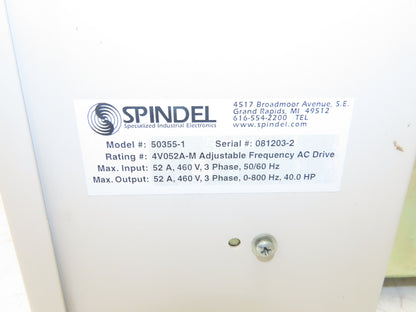 SPINDEL
Specialized Industrial Electronics
4517 Broadmoor Avenue, S.E.
Grand Rapids, MI 49512
616-554-2200 TEL
www.spindel.com
Model #: 50355-1 Serial #: 081203-2
Rating #: 4V052A-M Adjustable Frequency AC Drive
Max. Input: 52 A, 460 V, 3 Phase, 50/60 Hz
Max. Output: 52 A, 460 V, 3 Phase, 0-800 Hz, 40.0 HP